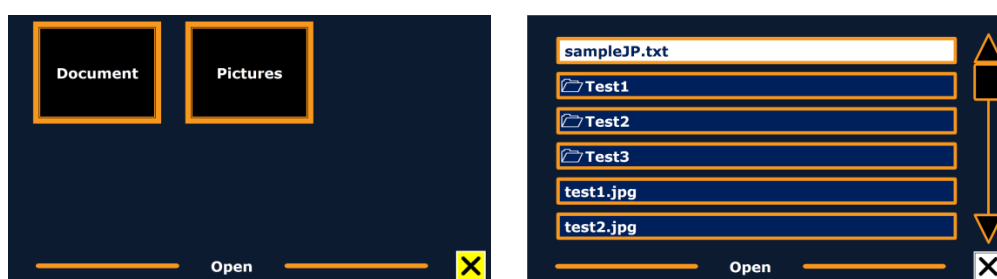 Document
Pictures
Open
sampleJP.txt
Test1
Test2
Test3
test1.jpg
test2.jpg
Open